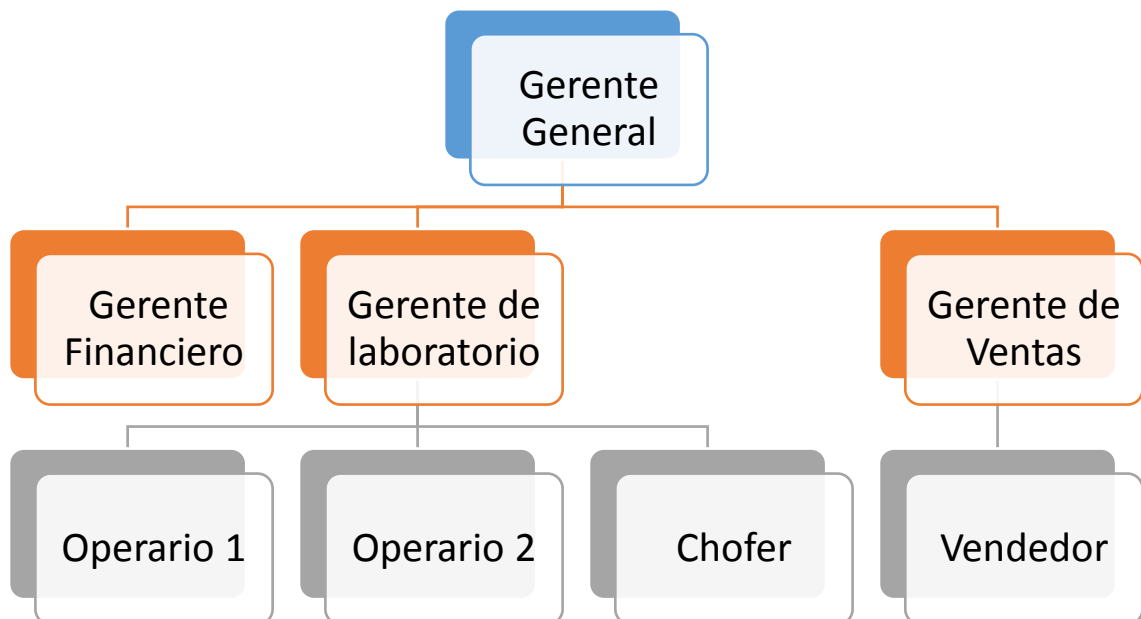 Gerente
General
Gerente
Financiero
Gerente de
laboratorio
Gerente de
Ventas
Operario 1
Operario 2
Chofer
Vendedor